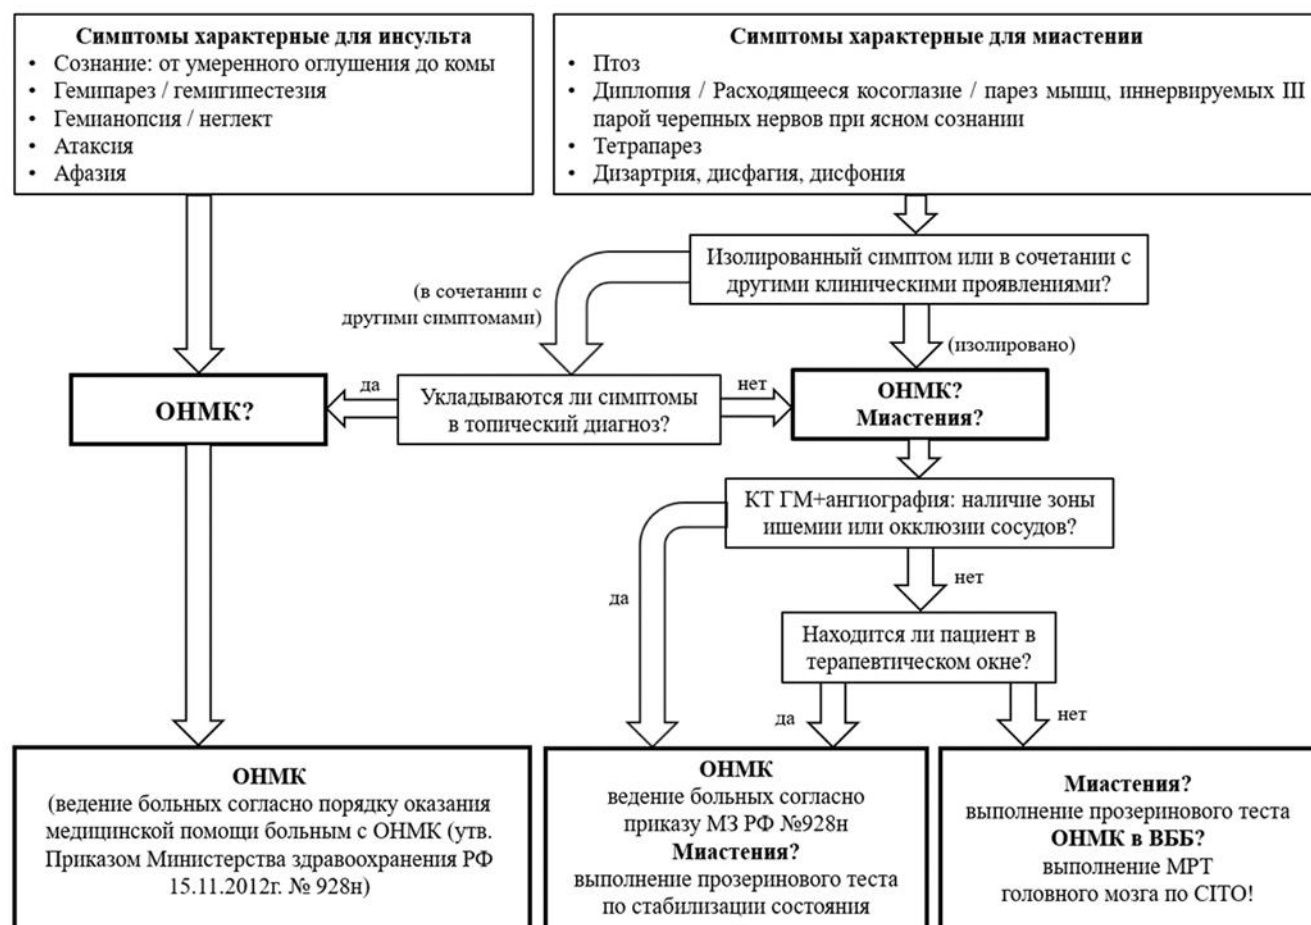 Симптомы характерные для инсульта
• Сознание: от умеренного оглушения до комы
• Гемипарез / гемигипестезия
• Гемианопсия / неглект
• Атаксия
• Афазия
Симптомы характерные для миастении
• Птоз
• Диплопия / Расходящееся косоглазие / парез мышц, иннервируемых III
парой черепных нервов при ясном сознании
• Тетрапарез
• Дизартрия, дисфагия, дисфония
Изолированный симптом или в сочетании с
другими клиническими проявлениями?
(в сочетании с
другими симптомами)
(изолировано)
ОНМК?
да
Укладываются ли симптомы
в топический диагноз?
нет
ОНМК?
Миастения?
КТ ГМ+ангиография: наличие зоны
ишемии или окклюзии сосудов?
да
нет
Находится ли пациент в
терапевтическом окне?
да
нет
ОНМК
(ведение больных согласно порядку оказания
медицинской помощи больным с ОНМК (утв.
Приказом Министерства здравоохранения РФ
15.11.2012г. № 928н)
ОНМК
ведение больных согласно
приказу МЗ РФ №928н
Миастения?
выполнение прозеринового теста
по стабилизации состояния
Миастения?
выполнение прозеринового теста
ОНМК в ВББ?
выполнение МРТ
головного мозга по CITO!